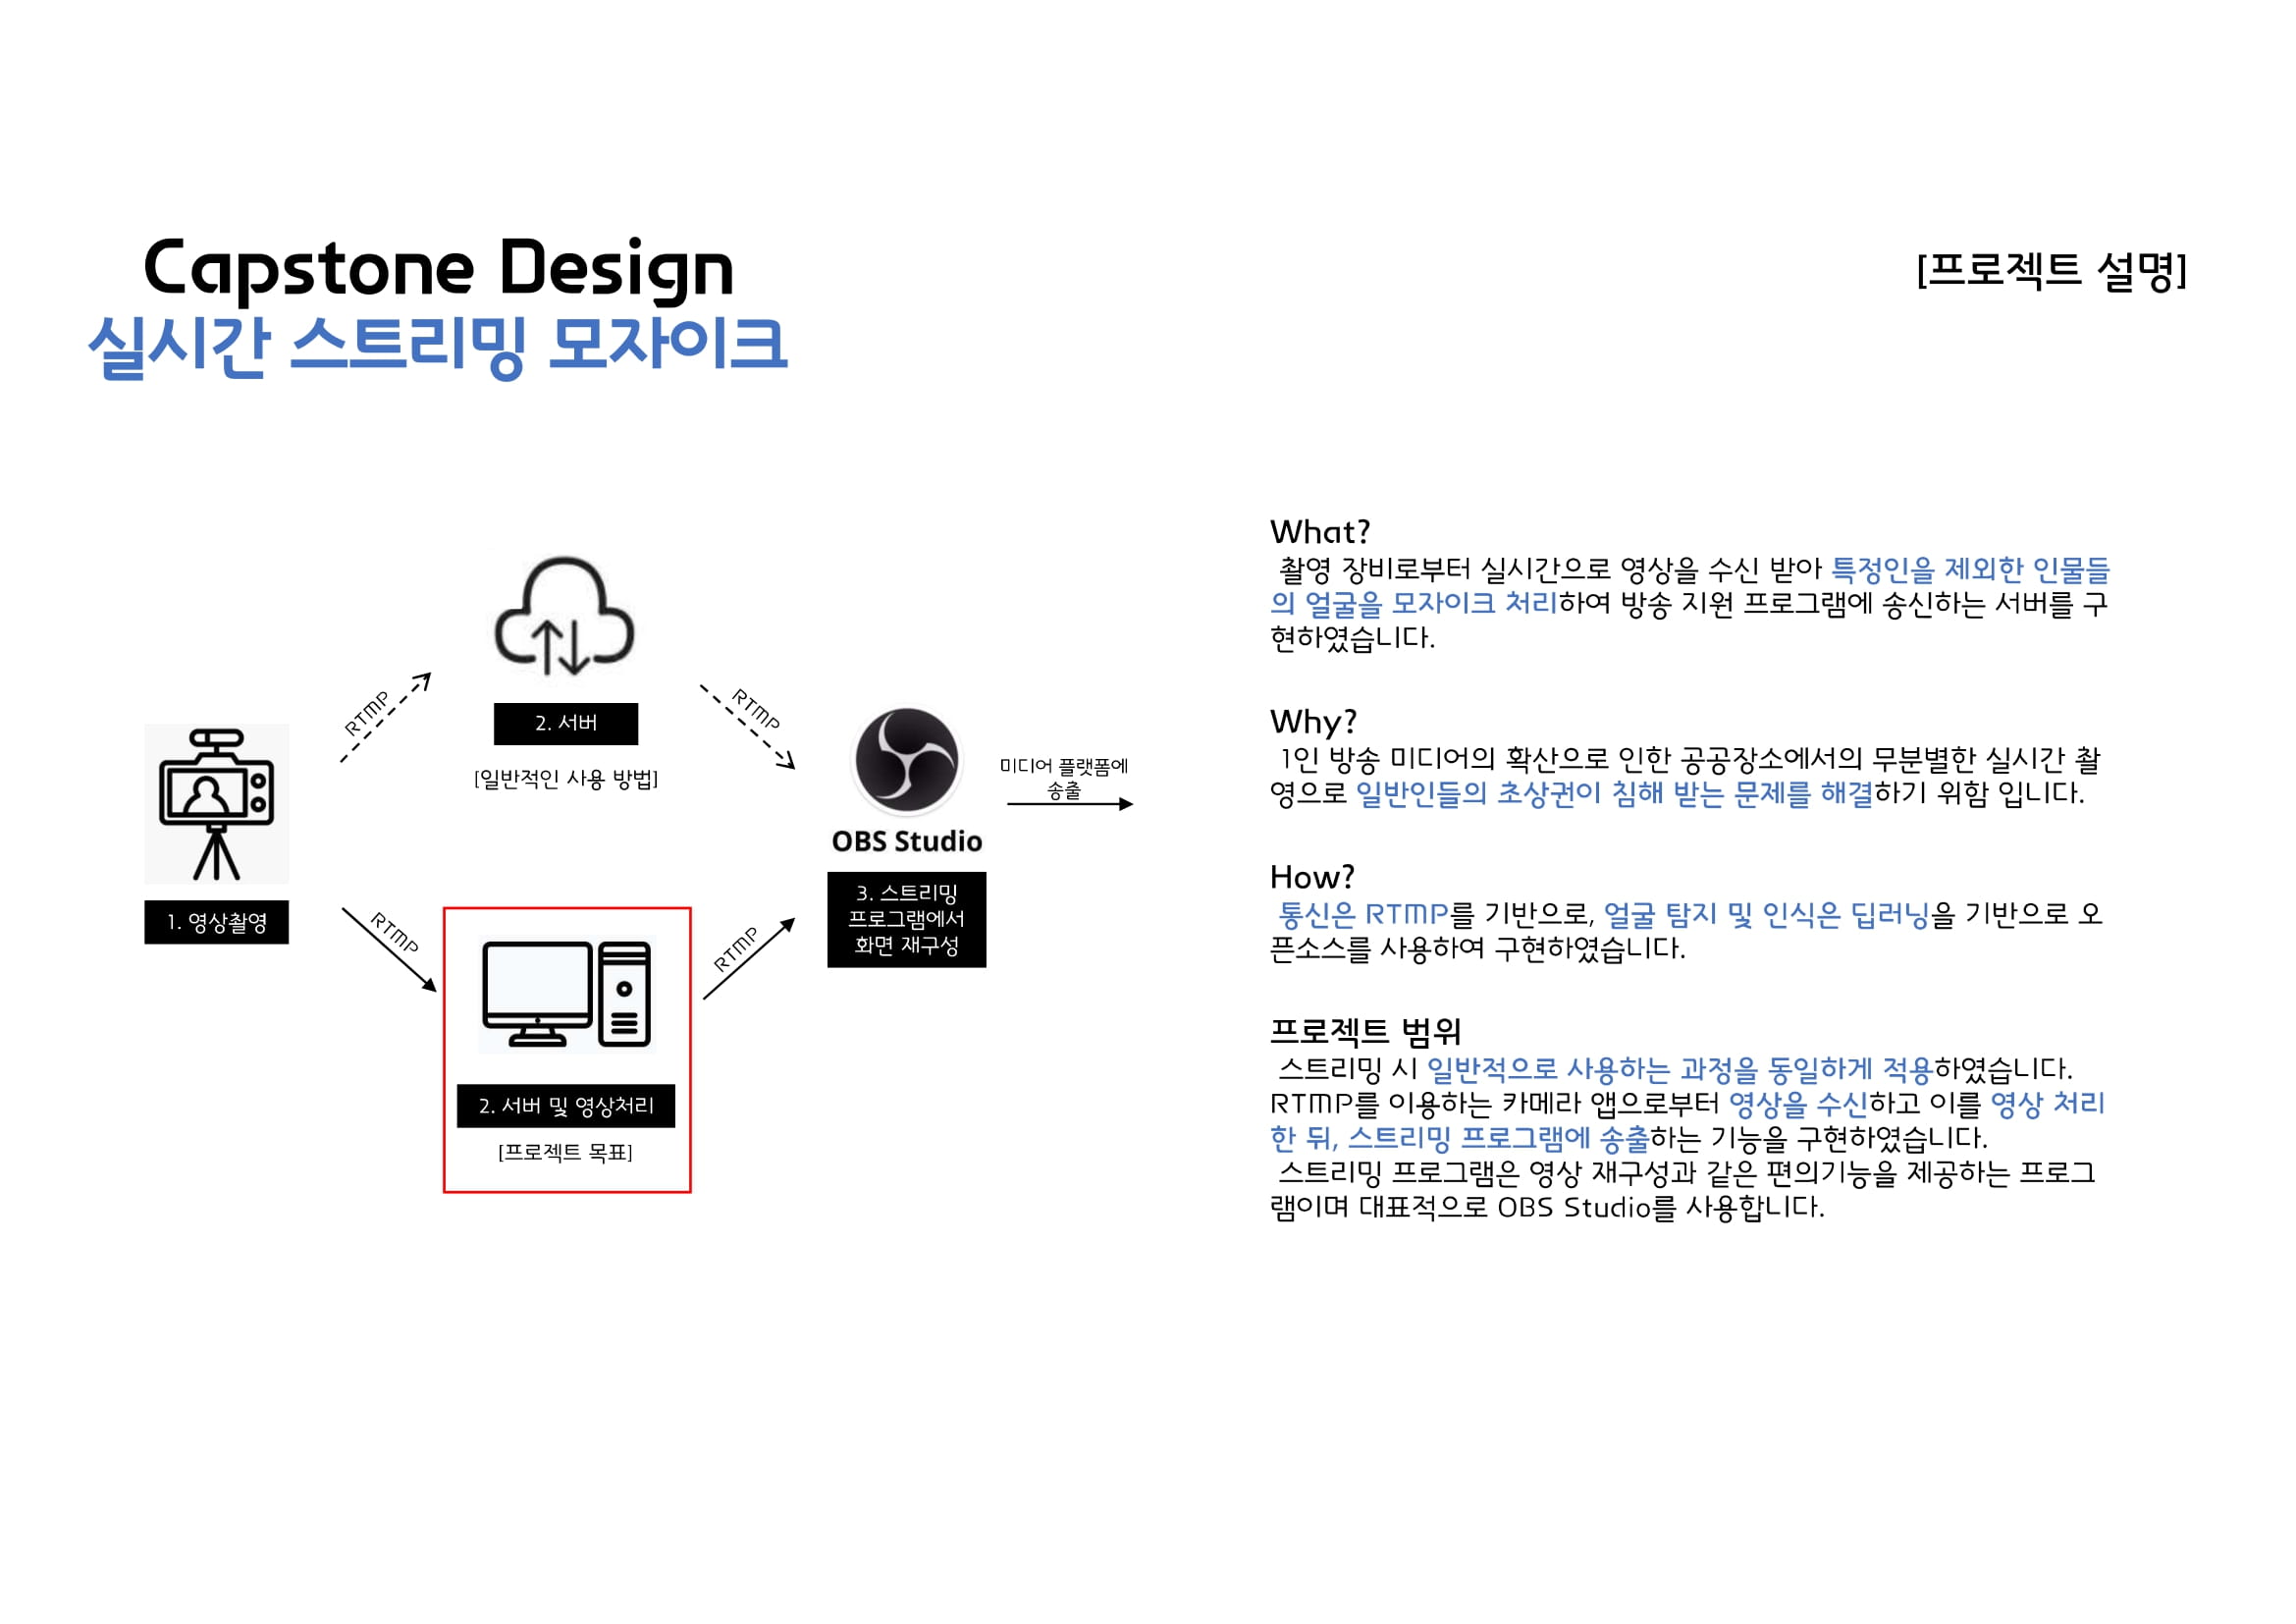 Capstone Design
실시간 스트리밍 모자이크
[프로젝트 설명]
RTMP
RTMP
2. 서버
[일반적인 사용 방법]
1. 영상촬영
RTMP
RTMP
2. 서버 및 영상처리
[프로젝트 목표]
OBS Studio
3. 스트리밍
프로그램에서
화면 재구성
미디어 플랫폼에
송출
What?
촬영 장비로부터 실시간으로 영상을 수신 받아 특정인을 제외한 인물들
의 얼굴을 모자이크 처리하여 방송 지원 프로그램에 송신하는 서버를 구
현하였습니다.
Why?
1인 방송 미디어의 확산으로 인한 공공장소에서의 무분별한 실시간 촬
영으로 일반인들의 초상권이 침해 받는 문제를 해결하기 위함 입니다.
How?
통신은 RTMP를 기반으로, 얼굴 탐지 및 인식은 딥러닝을 기반으로 오
픈소스를 사용하여 구현하였습니다.
프로젝트 범위
스트리밍 시 일반적으로 사용하는 과정을 동일하게 적용하였습니다.
RTMP를 이용하는 카메라 앱으로부터 영상을 수신하고 이를 영상 처리
한 뒤, 스트리밍 프로그램에 송출하는 기능을 구현하였습니다.
스트리밍 프로그램은 영상 재구성과 같은 편의기능을 제공하는 프로그
램이며 대표적으로 OBS Studio를 사용합니다.